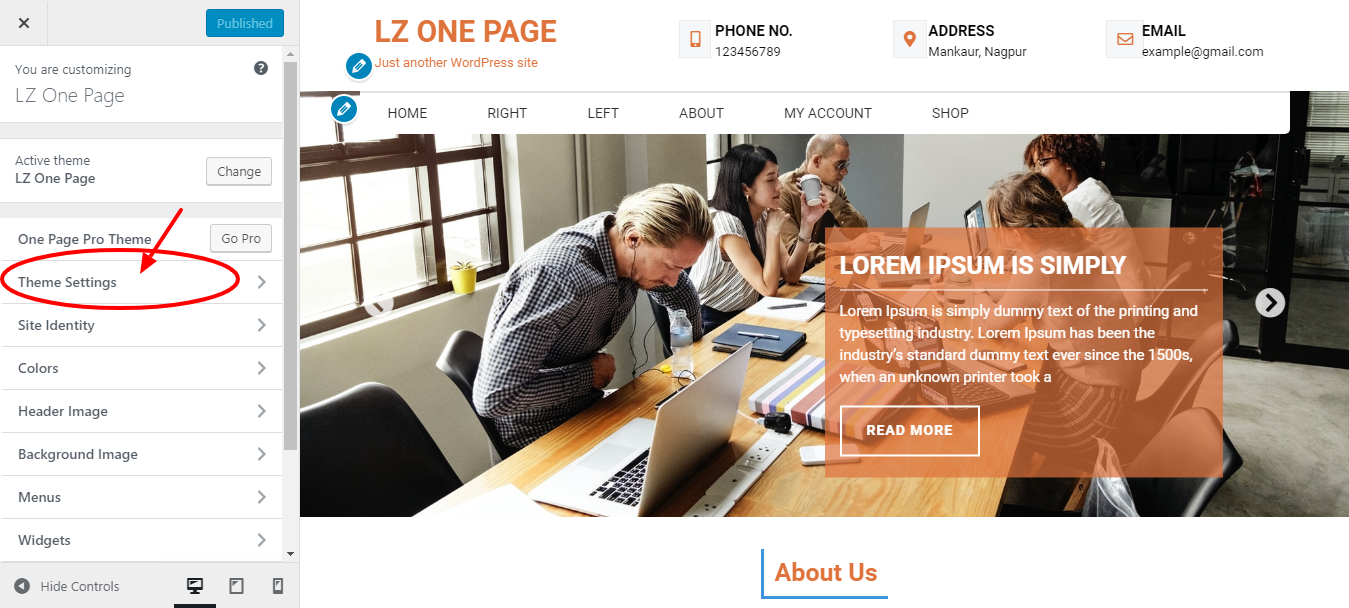 Published
You are customizing
LZ One Page
Active theme
LZ One Page
Change
One Page Pro Theme
Go Pro
Theme Settings
Site Identity
Colors
Header Image
Background Image
Menus
Widgets
Hide Controls
LZ ONE PAGE
Just another WordPress site
PHONE NO.
123456789
ADDRESS
Mankaur, Nagpur
EMAIL
example@gmail.com
HOME RIGHT LEFT ABOUT MY ACCOUNT SHOP
LOREM IPSUM IS SIMPLY
Lorem Ipsum is simply dummy text of the printing and
typesetting industry. Lorem Ipsum has been the
industry’s standard dummy text ever since the 1500s,
when an unknown printer took a
READ MORE
About Us